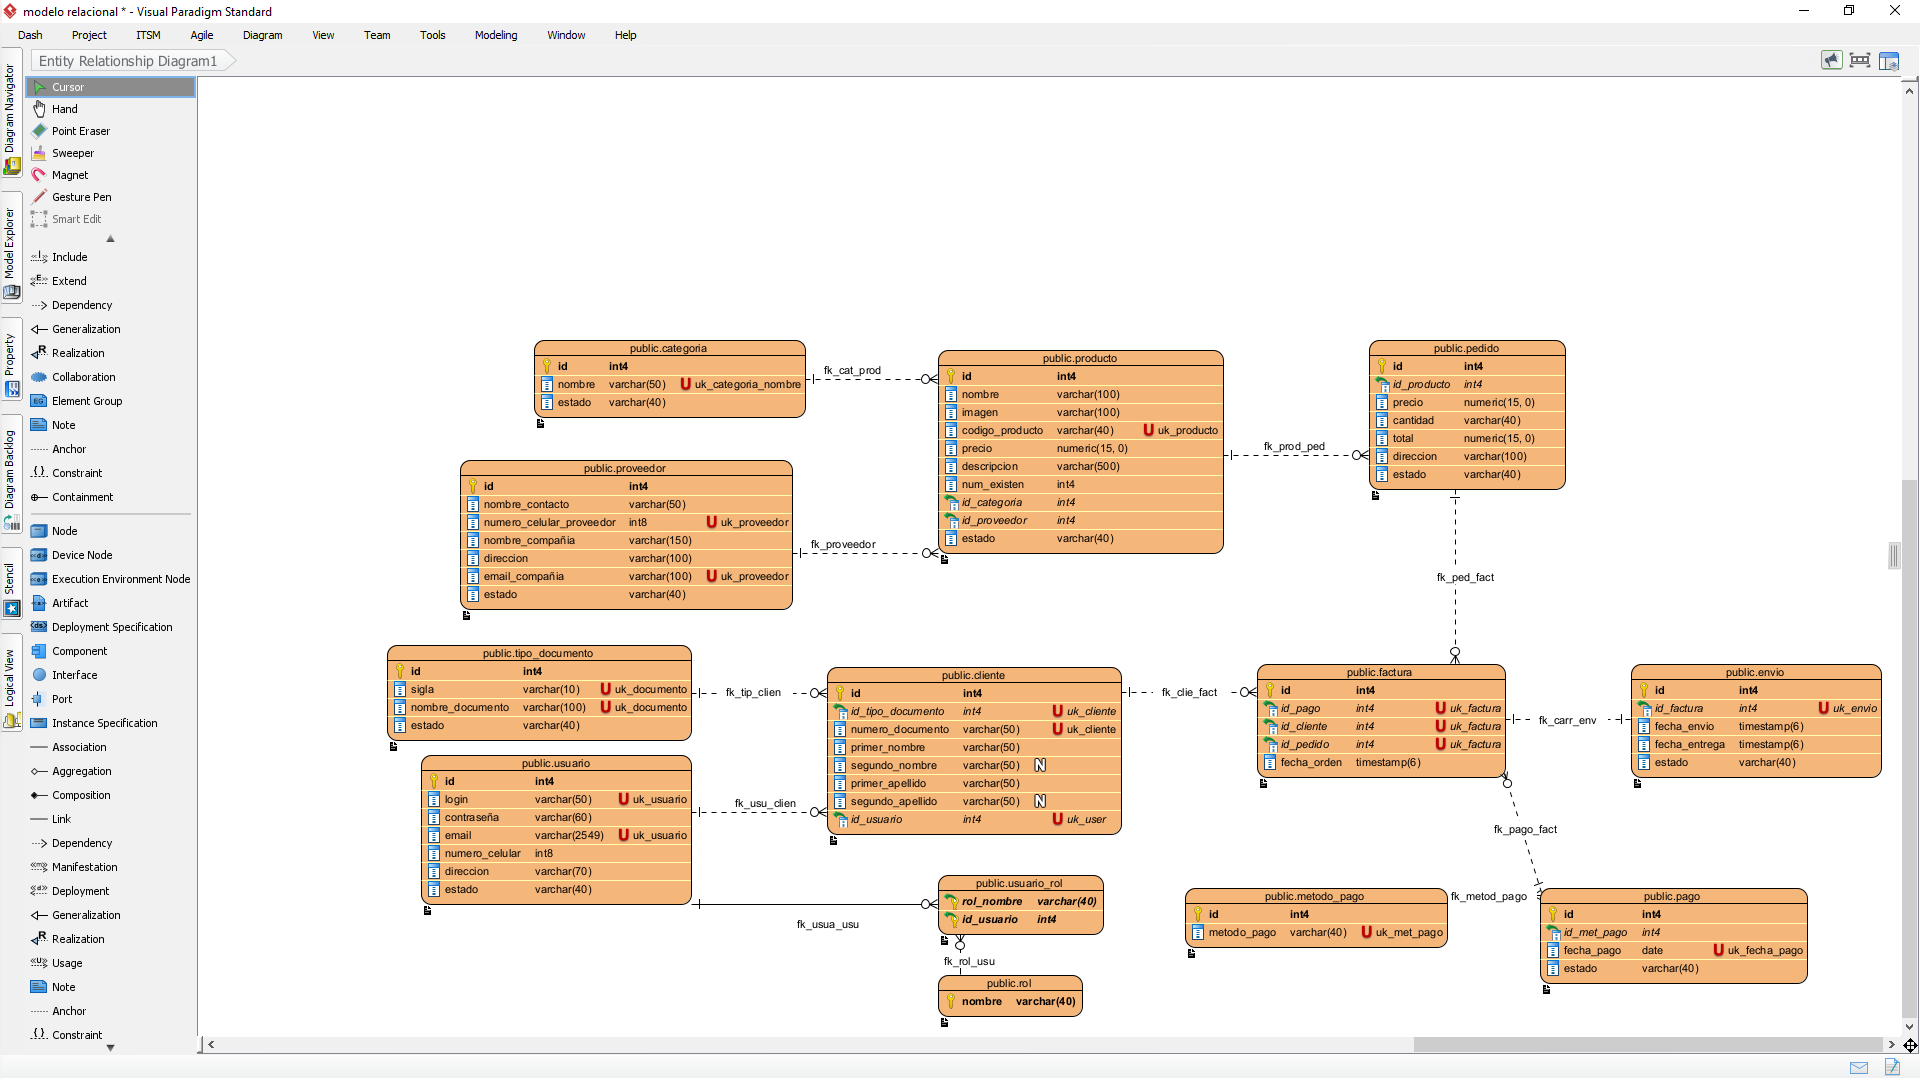 modelo relacional * - Visual Paradigm Standard
Dash Project ITSM Agile Diagram View Team Tools Modeling Window Help
Entity Relationship Diagram1
Diagram Navigator
Model Explorer
Property
Diagram Backlog
Stencil
Logical View
Cursor
Hand
Point Eraser
Sweeper
Magnet
Gesture Pen
Smart Edit
Include
Extend
Dependency
Generalization
Realization
Collaboration
Element Group
Note
Anchor
Constraint
Containment
Node
Device Node
Execution Environment Node
Artifact
Deployment Specification
Component
Interface
Port
Instance Specification
Association
Aggregation
Composition
Link
Dependency
Manifestation
Deployment
Generalization
Realization
Usage
Note
Anchor
Constraint
public.categoria
id int4
nombre varchar(50) U uk_categoria_nombre
estado varchar(40)
fk_cat_prod
public.producto
id int4
nombre varchar(100)
imagen varchar(100)
codigo_producto varchar(40) U uk_producto
precio numeric(15, 0)
descripcion varchar(500)
num_existen int4
id_categoria int4
id_proveedor int4
estado varchar(40)
fk_prod_ped
public.pedido
id int4
id_producto int4
precio numeric(15, 0)
cantidad varchar(40)
total numeric(15, 0)
direccion varchar(100)
estado varchar(40)
public.proveedor
id int4
nombre_contacto varchar(50)
numero_celular_proveedor int8 U uk_proveedor
nombre_compañia varchar(150)
direccion varchar(100)
email_compañia varchar(100) U uk_proveedor
estado varchar(40)
fk_proveedor
fk_ped_fact
public.tipo_documento
id int4
sigla varchar(10) U uk_documento
nombre_documento varchar(100) U uk_documento
estado varchar(40)
fk_tip_clien
public.cliente
id int4
id_tipo_documento int4 U uk_cliente
numero_documento varchar(50) U uk_cliente
primer_nombre varchar(50)
segundo_nombre varchar(50) N
primer_apellido varchar(50)
segundo_apellido varchar(50) N
id_usuario int4 U uk_user
fk_clie_fact
public.factura
id int4
id_pago int4 U uk_factura
id_cliente int4 U uk_factura
id_pedido int4 U uk_factura
fecha_orden timestamp(6)
fk_carr_env
public.envio
id int4
id_factura int4 U uk_envio
fecha_envio timestamp(6)
fecha_entrega timestamp(6)
estado varchar(40)
public.usuario
id int4
login varchar(50) U uk_usuario
contraseña varchar(60)
email varchar(2549) U uk_usuario
numero_celular int8
direccion varchar(70)
estado varchar(40)
fk_usu_clien
fk_pago_fact
fk_usua_usu
public.usuario_rol
rol_nombre varchar(40)
id_usuario int4
fk_rol_usu
public.rol
nombre varchar(40)
public.metodo_pago
id int4
metodo_pago varchar(40) U uk_met_pago
fk_metod_pago
public.pago
id int4
id_met_pago int4
fecha_pago date U uk_fecha_pago
estado varchar(40)